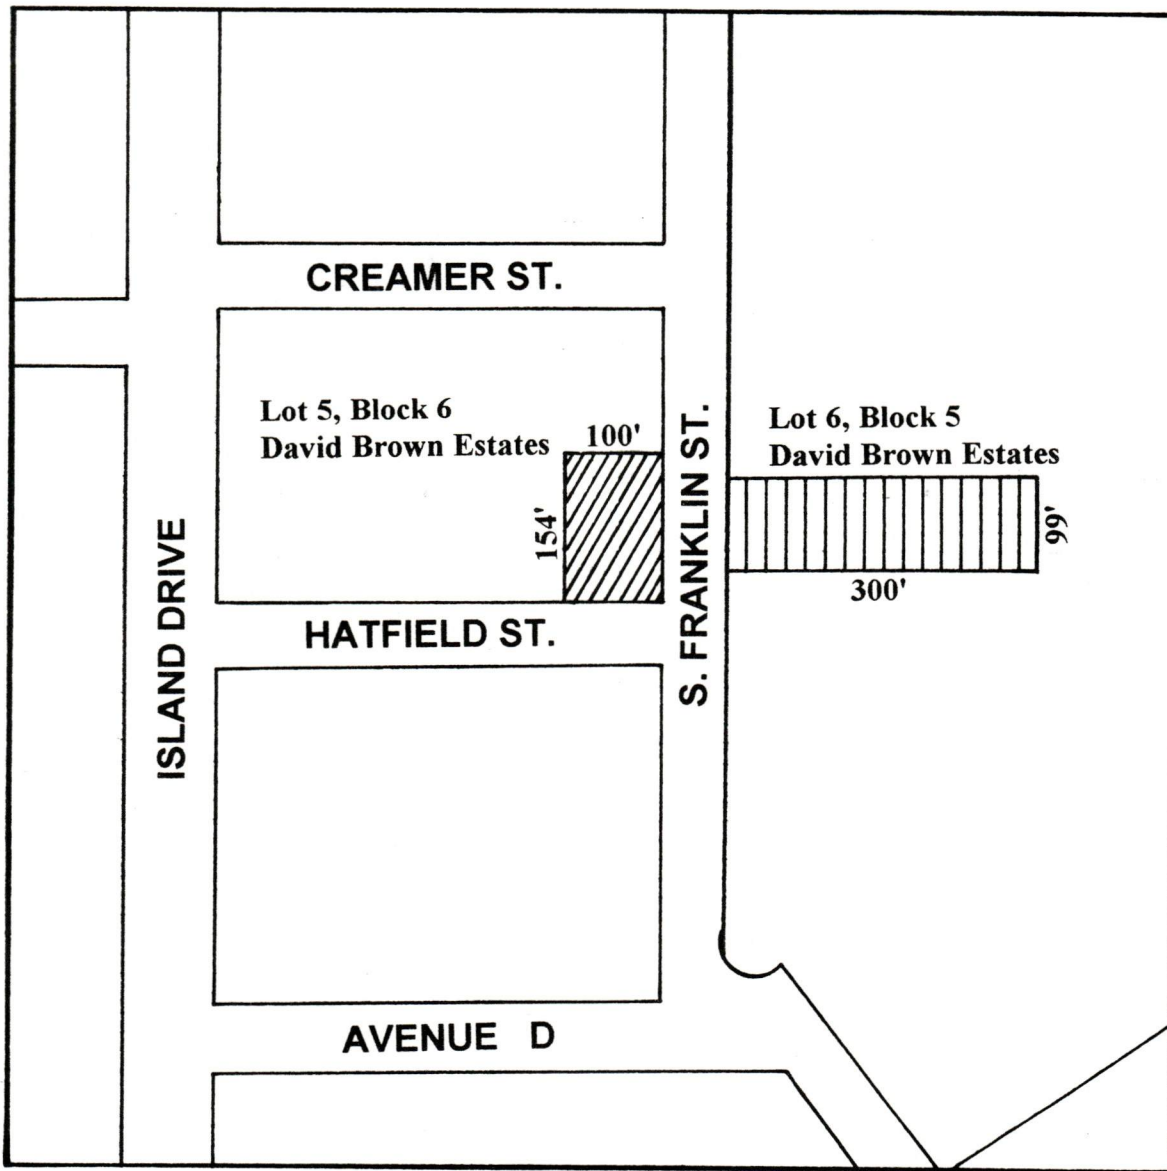 CREAMER ST.
Lot 5, Block 6
David Brown Estates
100'
154'
Lot 6, Block 5
David Brown Estates
99'
300'
ISLAND DRIVE
HATFIELD ST.
S. FRANKLIN ST.
AVENUE D